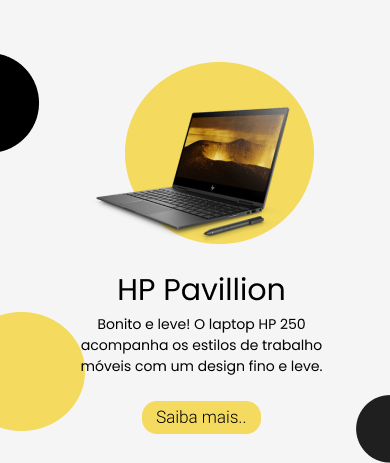 HP Pavillion
Bonito e leve! O laptop HP 250
acompanha os estilos de trabalho
móveis com um design fino e leve.
Saiba mais..